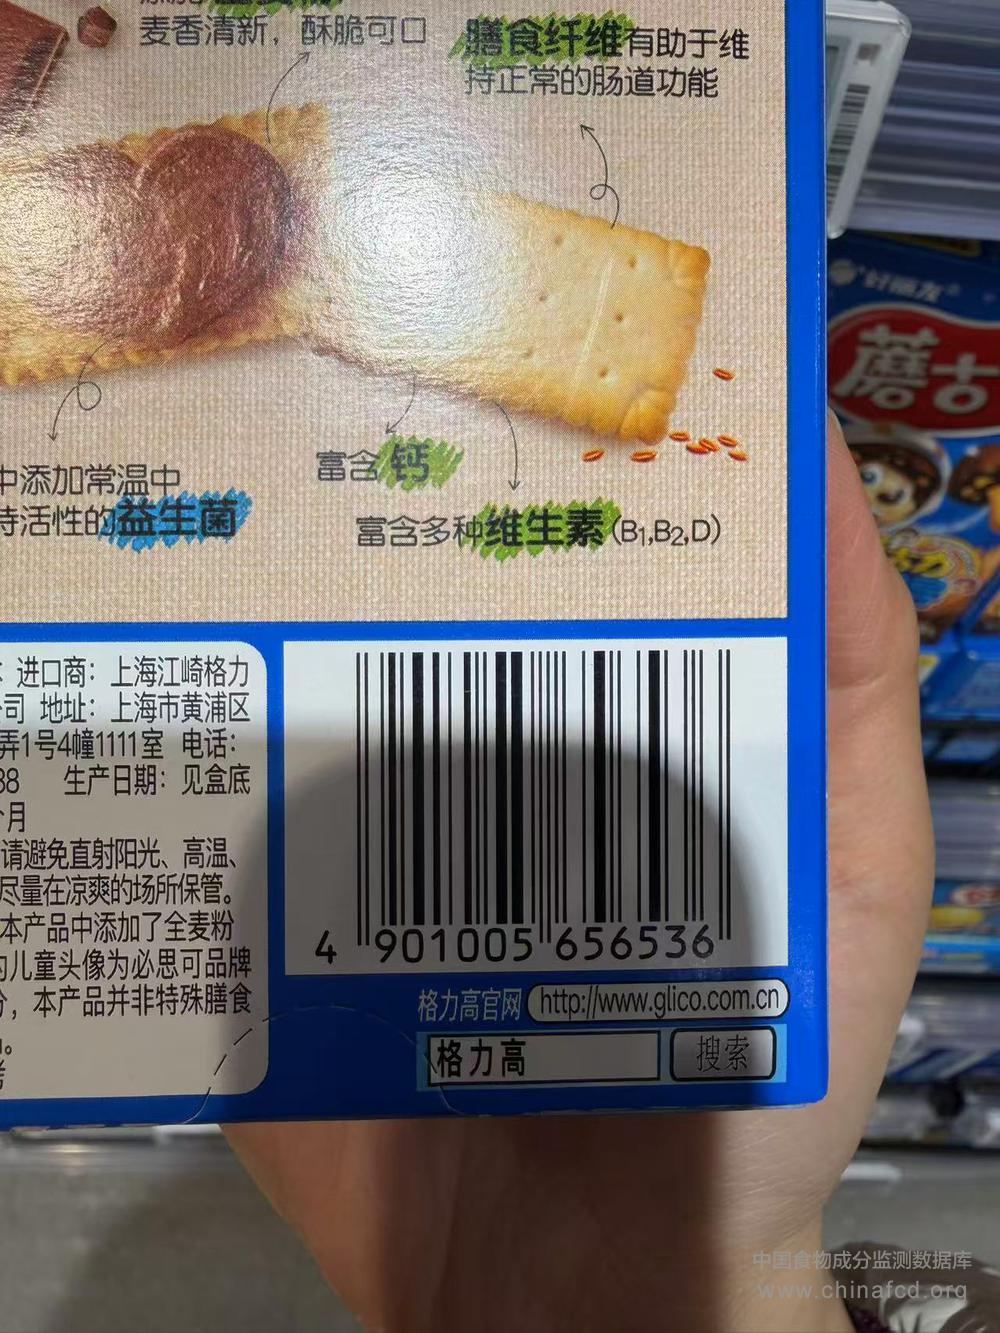 麦香清新，酥脆可口
膳食纤维有助于维
持正常的肠道功能
好丽友
蘑古
富含钙
中添加常温中
持活性的益生菌
富含多种维生素(B1,B2,D)
进口商：上海江崎格力
公司 地址：上海市黄浦区
弄1号4幢1111室 电话：
88 生产日期：见盒底
个月
请避免直射阳光、高温、
尽量在凉爽的场所保管。
本产品中添加了全麦粉
的儿童头像为必思可品牌
分，本产品并非特殊膳食
4 901005 656536
格力高官网 http://www.glico.com.cn
格力高 搜索
中国食物成分监测数据库
www.chinafcd.org